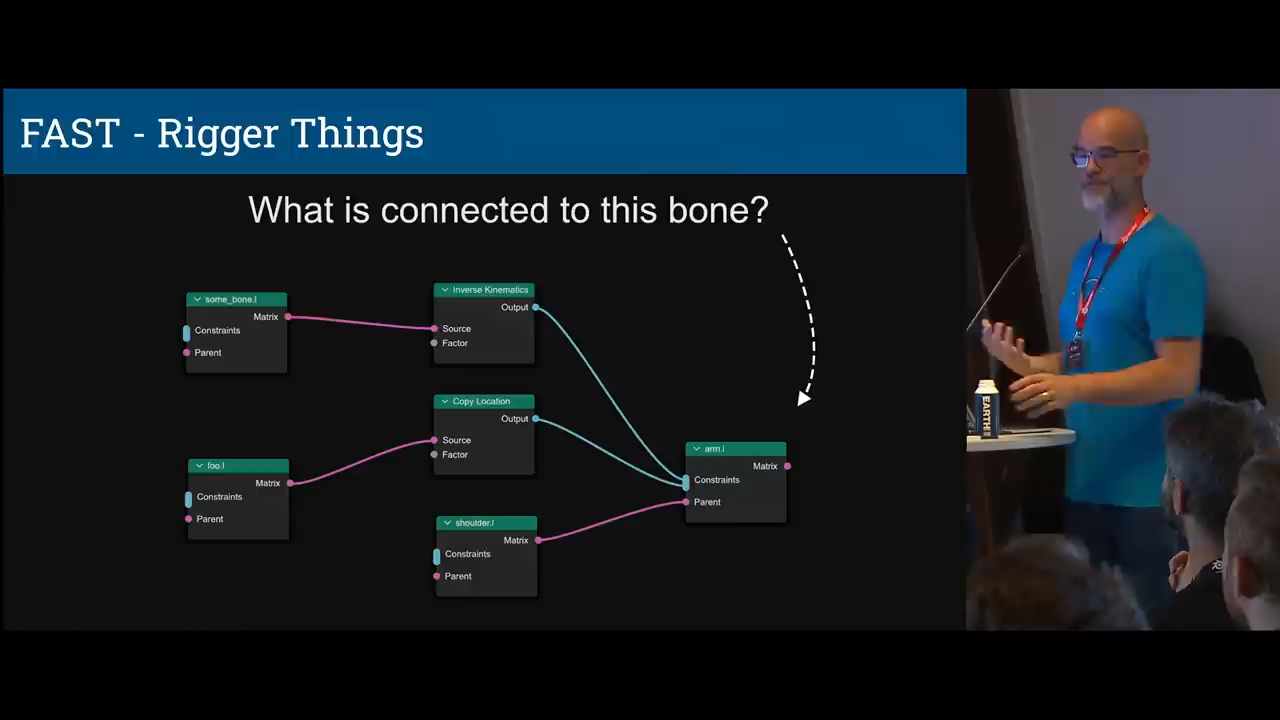 FAST - Rigger Things
What is connected to this bone?
some_bone.l
Matrix
Constraints
Parent
Inverse Kinematics
Output
Source
Factor
Copy Location
Output
Source
Factor
foo.l
Matrix
Constraints
Parent
shoulder.l
Matrix
Constraints
Parent
arm.l
Matrix
Constraints
Parent
EARTH